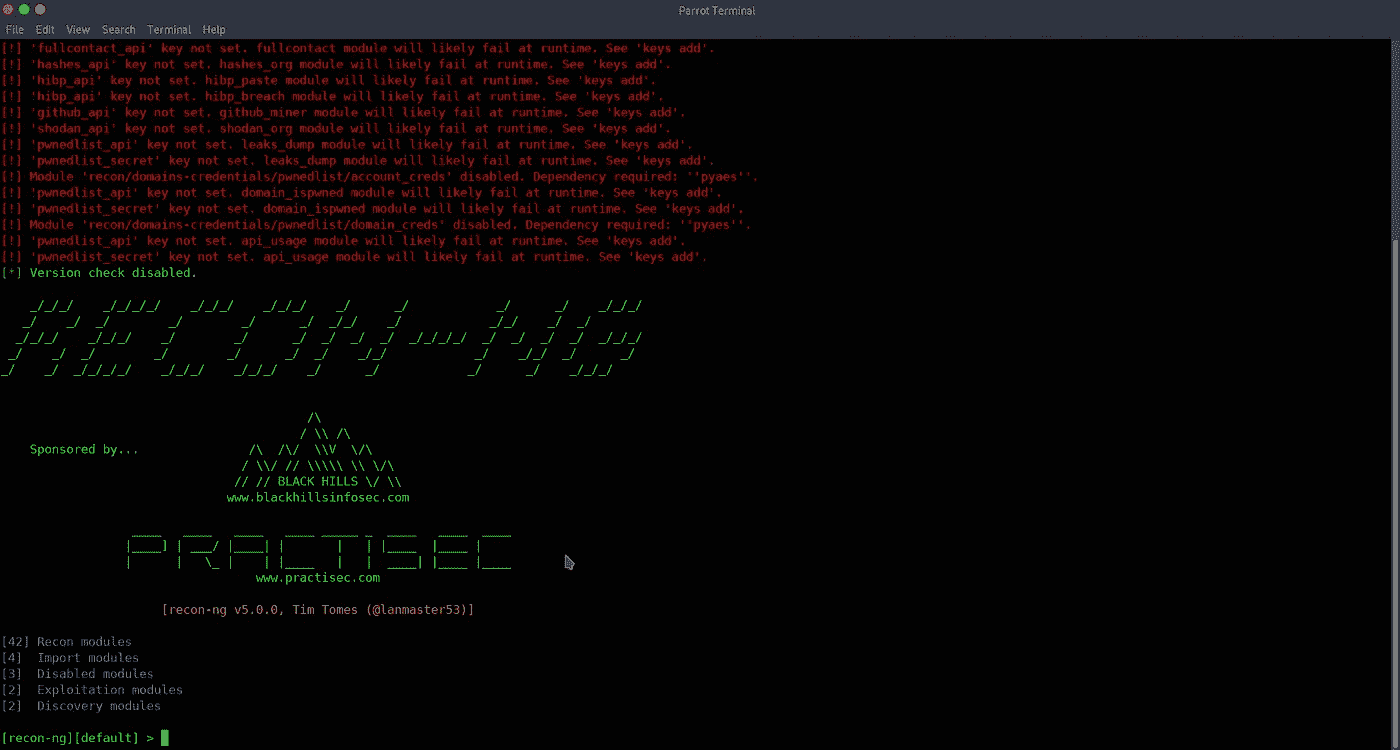 Parrot Terminal
File Edit View Search Terminal Help
[!] 'fullcontact_api' key not set. fullcontact module will likely fail at runtime. See 'keys add'.
[!] 'hashes_api' key not set. hashes_org module will likely fail at runtime. See 'keys add'.
[!] 'hibp_api' key not set. hibp_paste module will likely fail at runtime. See 'keys add'.
[!] 'hibp_api' key not set. hibp_breach module will likely fail at runtime. See 'keys add'.
[!] 'github_api' key not set. github_miner module will likely fail at runtime. See 'keys add'.
[!] 'shodan_api' key not set. shodan_org module will likely fail at runtime. See 'keys add'.
[!] 'pwnedlist_api' key not set. leaks_dump module will likely fail at runtime. See 'keys add'.
[!] 'pwnedlist_secret' key not set. leaks_dump module will likely fail at runtime. See 'keys add'.
[!] Module 'recon/domains-credentials/pwnedlist/account_creds' disabled. Dependency required: ''pyaes''.
[!] 'pwnedlist_api' key not set. domain_ispwned module will likely fail at runtime. See 'keys add'.
[!] 'pwnedlist_secret' key not set. domain_ispwned module will likely fail at runtime. See 'keys add'.
[!] Module 'recon/domains-credentials/pwnedlist/domain_creds' disabled. Dependency required: ''pyaes''.
[!] 'pwnedlist_api' key not set. api_usage module will likely fail at runtime. See 'keys add'.
[!] 'pwnedlist_secret' key not set. api_usage module will likely fail at runtime. See 'keys add'.
[*] Version check disabled.
RECON-NG
Sponsored by...
BLACK HILLS
www.blackhillsinfosec.com
PRACTISEC
www.practisec.com
[recon-ng v5.0.0, Tim Tomes (@lanmaster53)]
[42] Recon modules
[4] Import modules
[3] Disabled modules
[2] Exploitation modules
[2] Discovery modules
[recon-ng][default] >